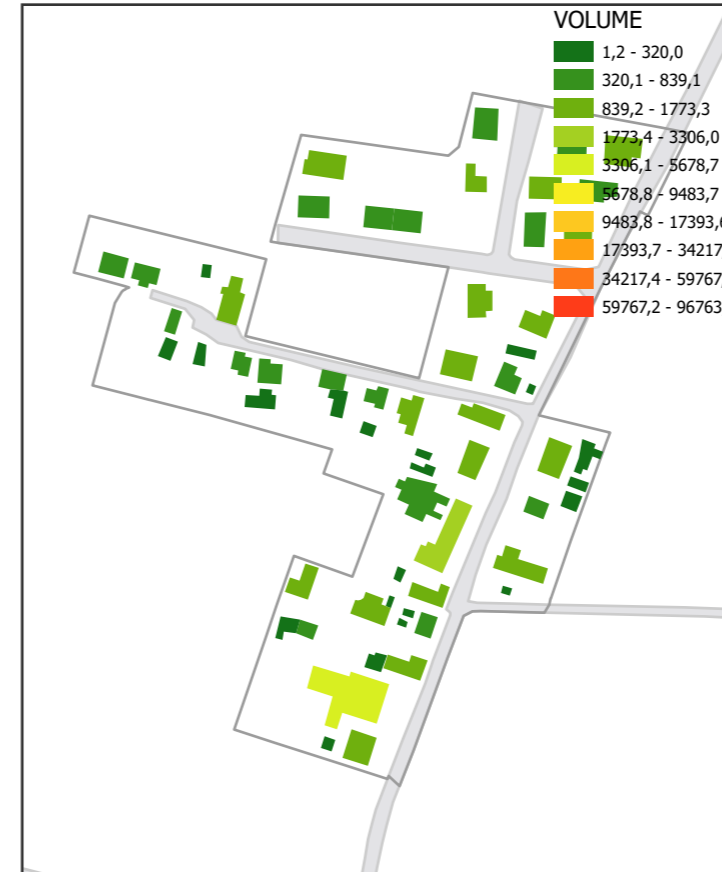 VOLUME
1,2 - 320,0
320,1 - 839,1
839,2 - 1773,3
1773,4 - 3306,0
3306,1 - 5678,7
5678,8 - 9483,7
9483,8 - 17393,6
17393,7 - 34217
34217,4 - 59767,
59767,2 - 96763